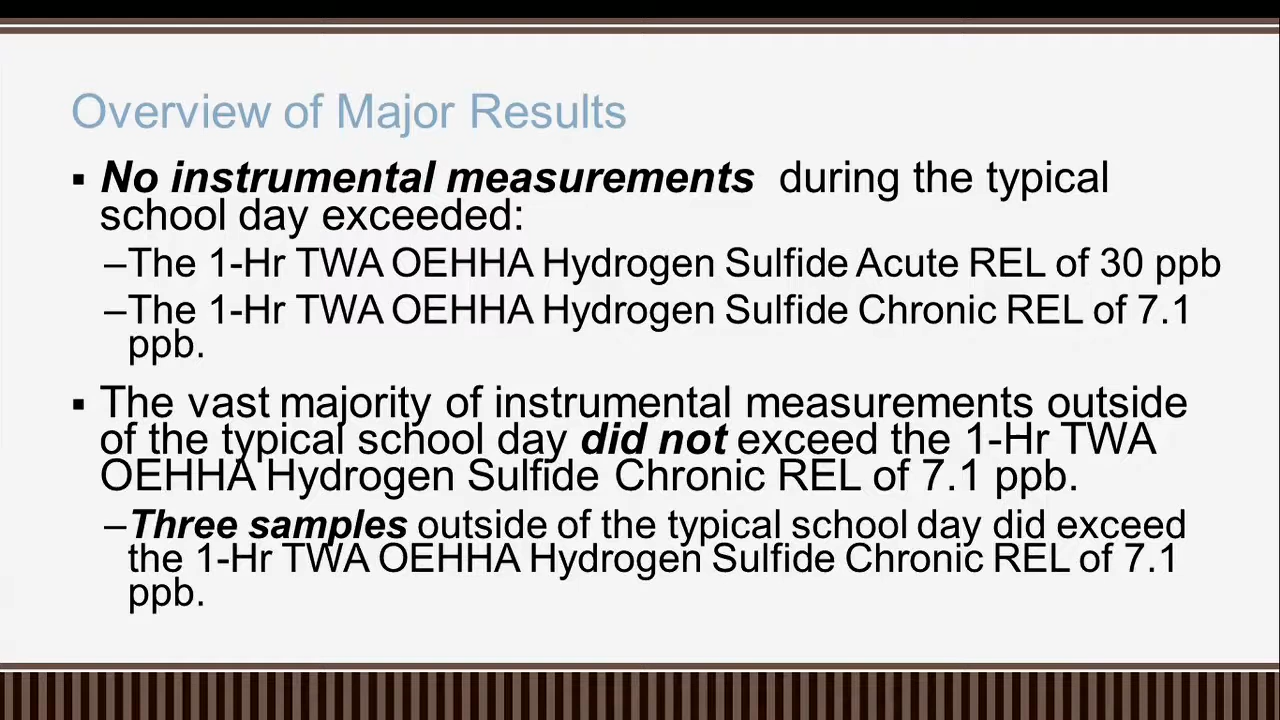 Overview of Major Results
▪ No instrumental measurements during the typical
school day exceeded:
–The 1-Hr TWA OEHHA Hydrogen Sulfide Acute REL of 30 ppb
–The 1-Hr TWA OEHHA Hydrogen Sulfide Chronic REL of 7.1
ppb.
▪ The vast majority of instrumental measurements outside
of the typical school day did not exceed the 1-Hr TWA
OEHHA Hydrogen Sulfide Chronic REL of 7.1 ppb.
–Three samples outside of the typical school day did exceed
the 1-Hr TWA OEHHA Hydrogen Sulfide Chronic REL of 7.1
ppb.